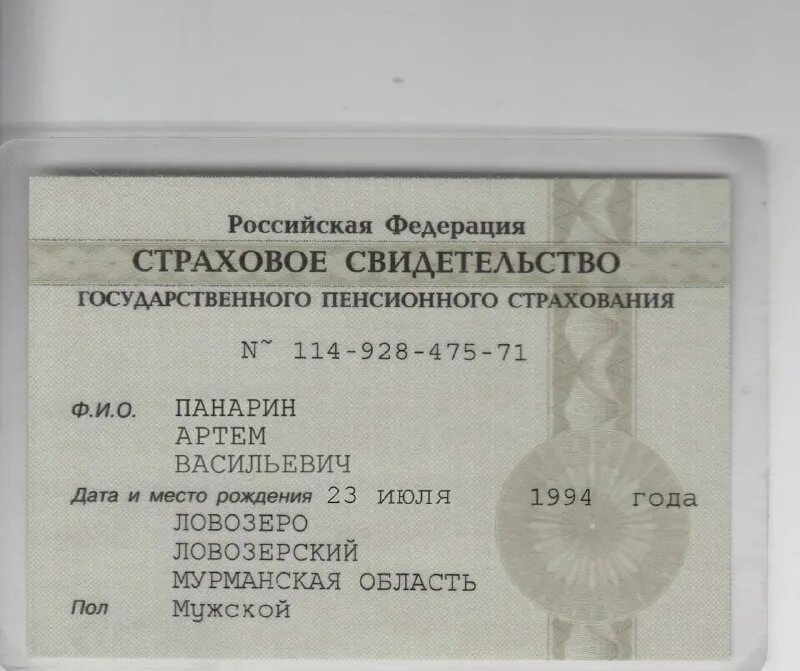 Российская Федерация
СТРАХОВОЕ СВИДЕТЕЛЬСТВО
ГОСУДАРСТВЕННОГО ПЕНСИОННОГО СТРАХОВАНИЯ
N~ 114-928-475-71
Ф.И.О. ПАНАРИН
АРТЕМ
ВАСИЛЬЕВИЧ
Дата и место рождения 23 ИЮЛЯ 1994 года
ЛОВОЗЕРО
ЛОВОЗЕРСКИЙ
МУРМАНСКАЯ ОБЛАСТЬ
Пол Мужской